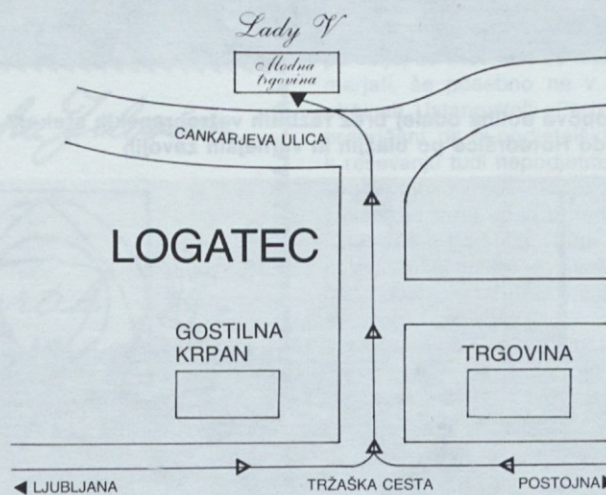 Lady V
Modna
trgovina
CANKARJEVA ULICA
LOGATEC
GOSTILNA
KRPAN
TRGOVINA
LJUBLJANA
TRŽAŠKA CESTA
POSTOJNA